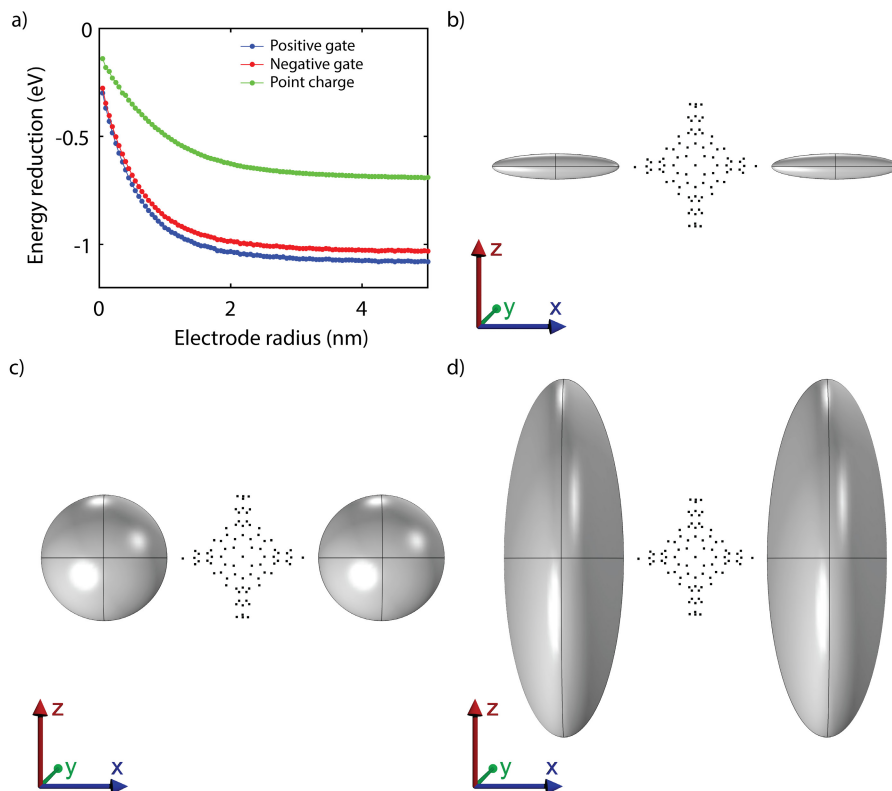 a)
0
-0.5
-1
0
2
4
Energy reduction (eV)
Electrode radius (nm)
Positive gate
Negative gate
Point charge
b)
z
y
x
c)
z
y
x
d)
z
y
x